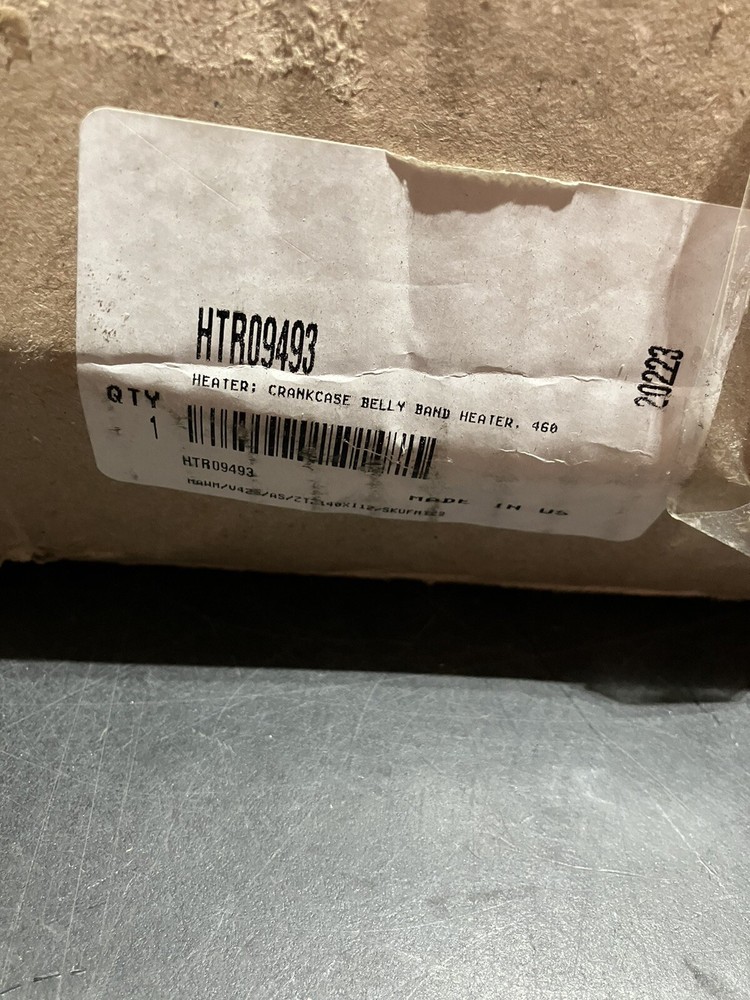 HTR09493
HEATER; CRANKCASE BELLY BAND HEATER, 460
QTY
1
HTR09493
MADE IN US
20223